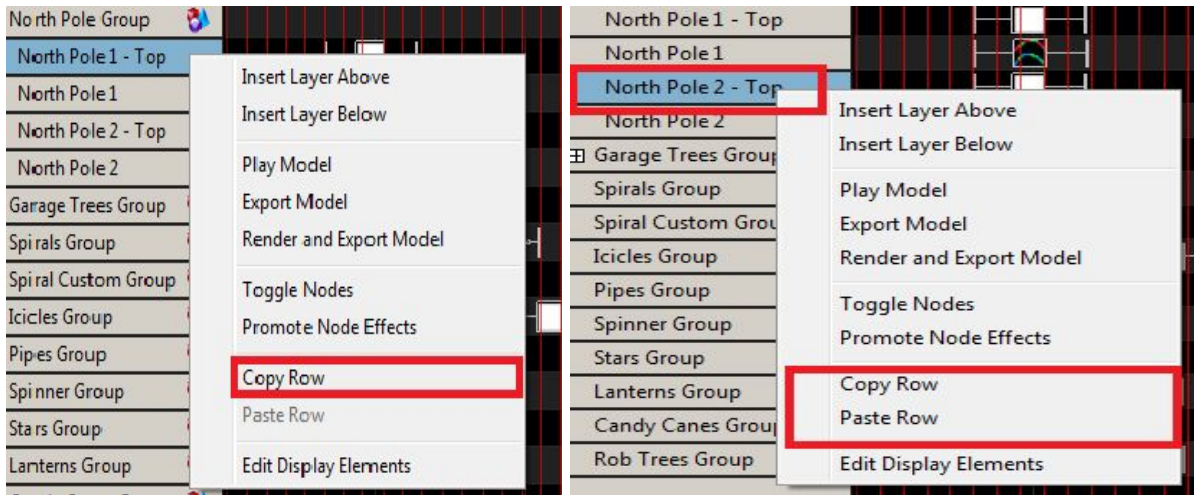 North Pole Group
North Pole 1 - Top
North Pole 1
North Pole 2 - Top
North Pole 2
Garage Trees Group
Spirals Group
Spiral Custom Group
Icicles Group
Pipes Group
Spinner Group
Stars Group
Lanterns Group
Insert Layer Above
Insert Layer Below
Play Model
Export Model
Render and Export Model
Toggle Nodes
Promote Node Effects
Copy Row
Paste Row
Edit Display Elements
North Pole 1 - Top
North Pole 1
North Pole 2 - Top
North Pole 2
Garage Trees Group
Spirals Group
Spiral Custom Grou
Icicles Group
Pipes Group
Spinner Group
Stars Group
Lanterns Group
Candy Canes Group
Rob Trees Group
Insert Layer Above
Insert Layer Below
Play Model
Export Model
Render and Export Model
Toggle Nodes
Promote Node Effects
Copy Row
Paste Row
Edit Display Elements